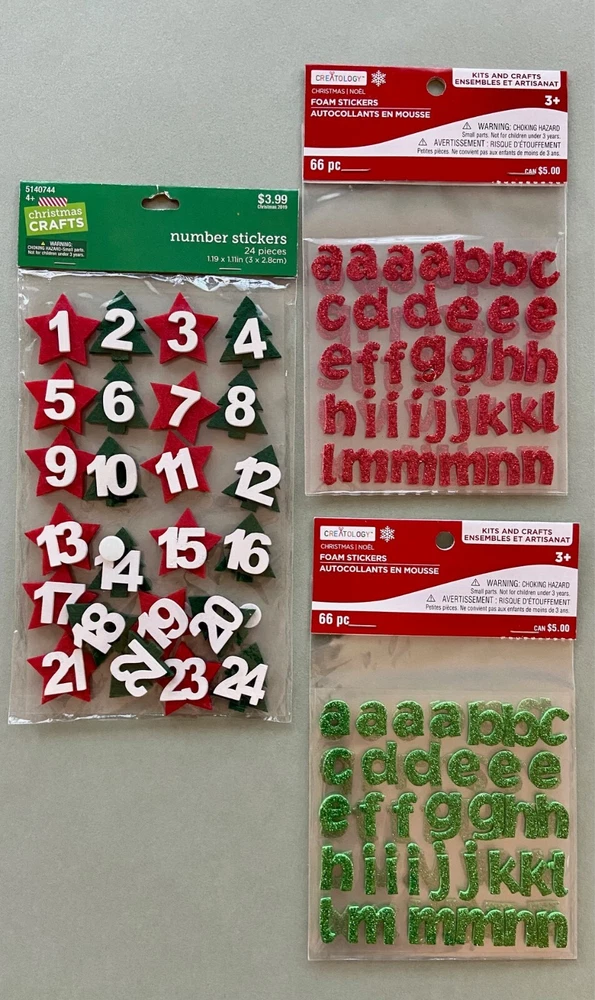 5140744
4+
christmas
CRAFTS
⚠ WARNING:
CHOKING HAZARD-Small parts.
Not for children under 3 years.
$3.99
Christmas 2019
number stickers
24 pieces
1.19 x 1.11in (3 x 2.8cm)
1 2 3 4
5 6 7 8
9 10 11 12
13 14 15 16
17 18 19 20
21 22 23 24
CREATOLOGY™
KITS AND CRAFTS
ENSEMBLES ET ARTISANAT
CHRISTMAS | NOËL
3+
FOAM STICKERS
AUTOCOLLANTS EN MOUSSE
⚠ WARNING: CHOKING HAZARD
Small parts. Not for children under 3 years.
⚠ AVERTISSEMENT : RISQUE D'ÉTOUFFEMENT
Petites pièces. Ne convient pas aux enfants de moins de 3 ans.
66 pc
CAN $5.00
a a a a b b c
c d d e e e
e f f g g h h
h i i i j j k k l
l m m m n n
CREATOLOGY™
KITS AND CRAFTS
ENSEMBLES ET ARTISANAT
CHRISTMAS | NOËL
3+
FOAM STICKERS
AUTOCOLLANTS EN MOUSSE
⚠ WARNING: CHOKING HAZARD
Small parts. Not for children under 3 years.
⚠ AVERTISSEMENT : RISQUE D'ÉTOUFFEMENT
Petites pièces. Ne convient pas aux enfants de moins de 3 ans.
66 pc
CAN $5.00
a a a a b b c
c d d e e e
e f f g g h h
h i i i j j k k l
l m m m n n